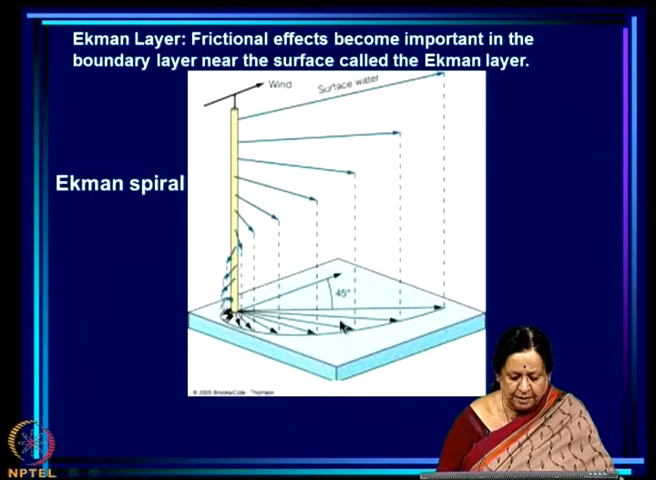 Ekman Layer: Frictional effects become important in the
boundary layer near the surface called the Ekman layer.
Wind
Surface water
Ekman spiral
45°
© 2005 Brooks/Cole - Thomson
NPTEL